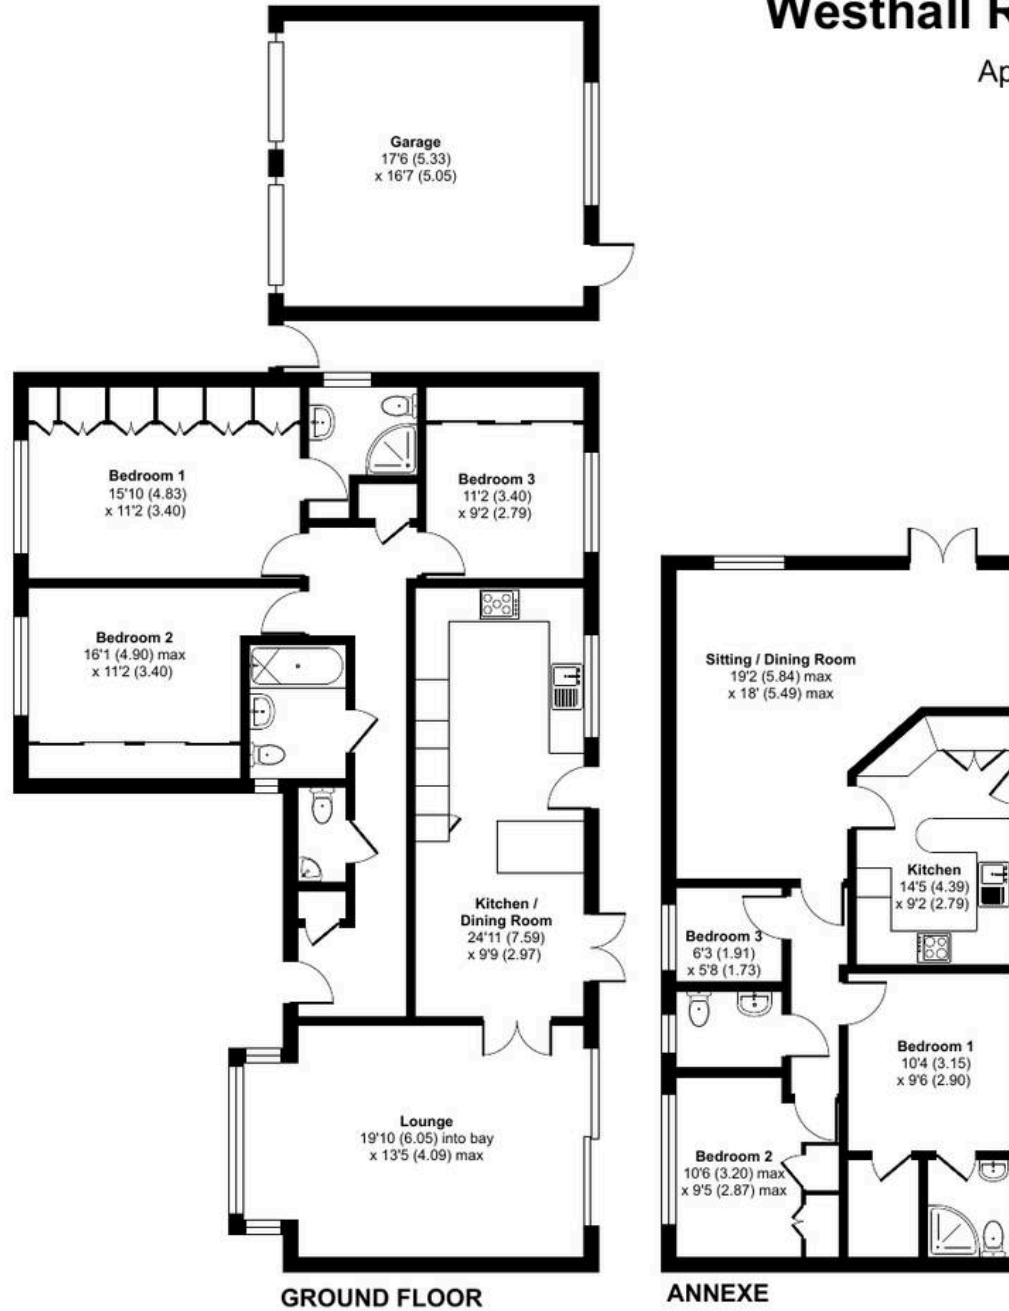 Westhall R
Ap
Garage
17'6 (5.33)
x 16'7 (5.05)
Bedroom 1
15'10 (4.83)
x 11'2 (3.40)
Bedroom 3
11'2 (3.40)
x 9'2 (2.79)
Bedroom 2
16'1 (4.90) max
x 11'2 (3.40)
Kitchen /
Dining Room
24'11 (7.59)
x 9'9 (2.97)
Lounge
19'10 (6.05) into bay
x 13'5 (4.09) max
GROUND FLOOR
Sitting / Dining Room
19'2 (5.84) max
x 18' (5.49) max
Kitchen
14'5 (4.39)
x 9'2 (2.79)
Bedroom 3
6'3 (1.91)
x 5'8 (1.73)
Bedroom 1
10'4 (3.15)
x 9'6 (2.90)
Bedroom 2
10'6 (3.20) max
x 9'5 (2.87) max
ANNEXE